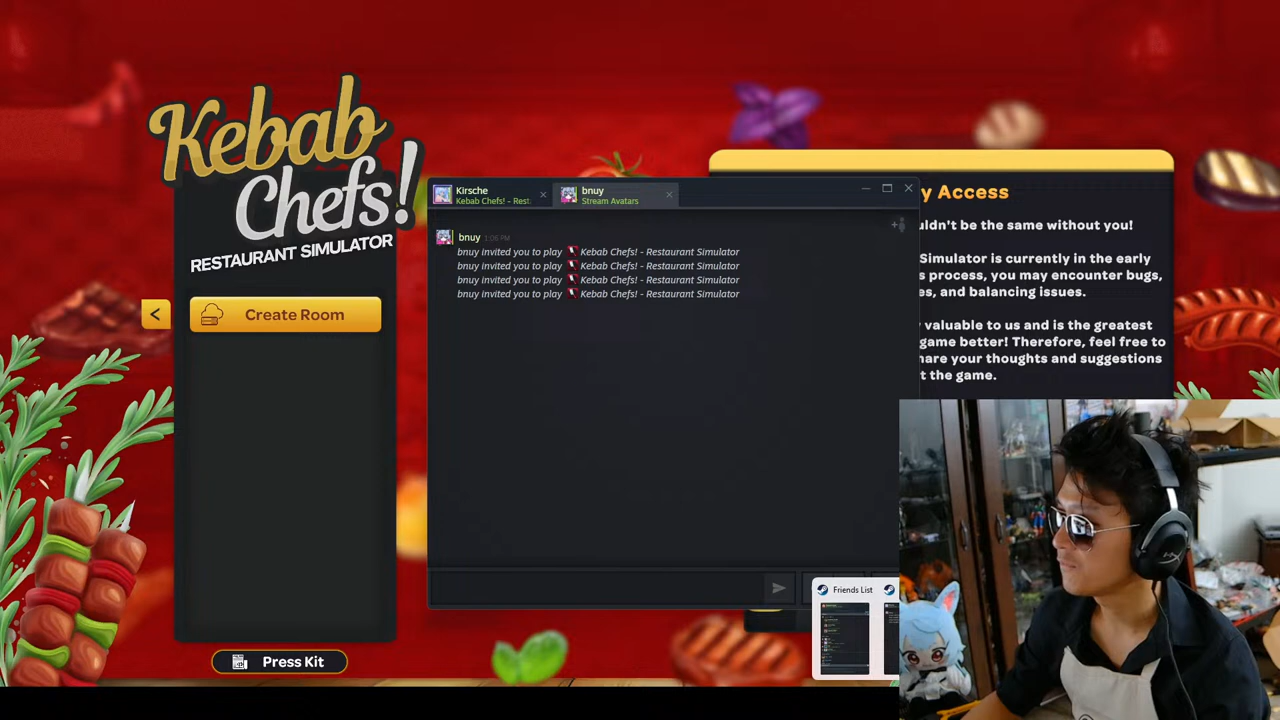 Kebab
Chefs!
RESTAURANT SIMULATOR
<
Create Room
Press Kit
Kirsche
Kebab Chefs! - Rest
bnuy
Stream Avatars
bnuy 1:06 PM
bnuy invited you to play Kebab Chefs! - Restaurant Simulator
bnuy invited you to play Kebab Chefs! - Restaurant Simulator
bnuy invited you to play Kebab Chefs! - Restaurant Simulator
bnuy invited you to play Kebab Chefs! - Restaurant Simulator
y Access
uldn't be the same without you!
Simulator is currently in the early
s process, you may encounter bugs,
es, and balancing issues.
valuable to us and is the greatest
game better! Therefore, feel free to
hare your thoughts and suggestions
t the game.
Friends List